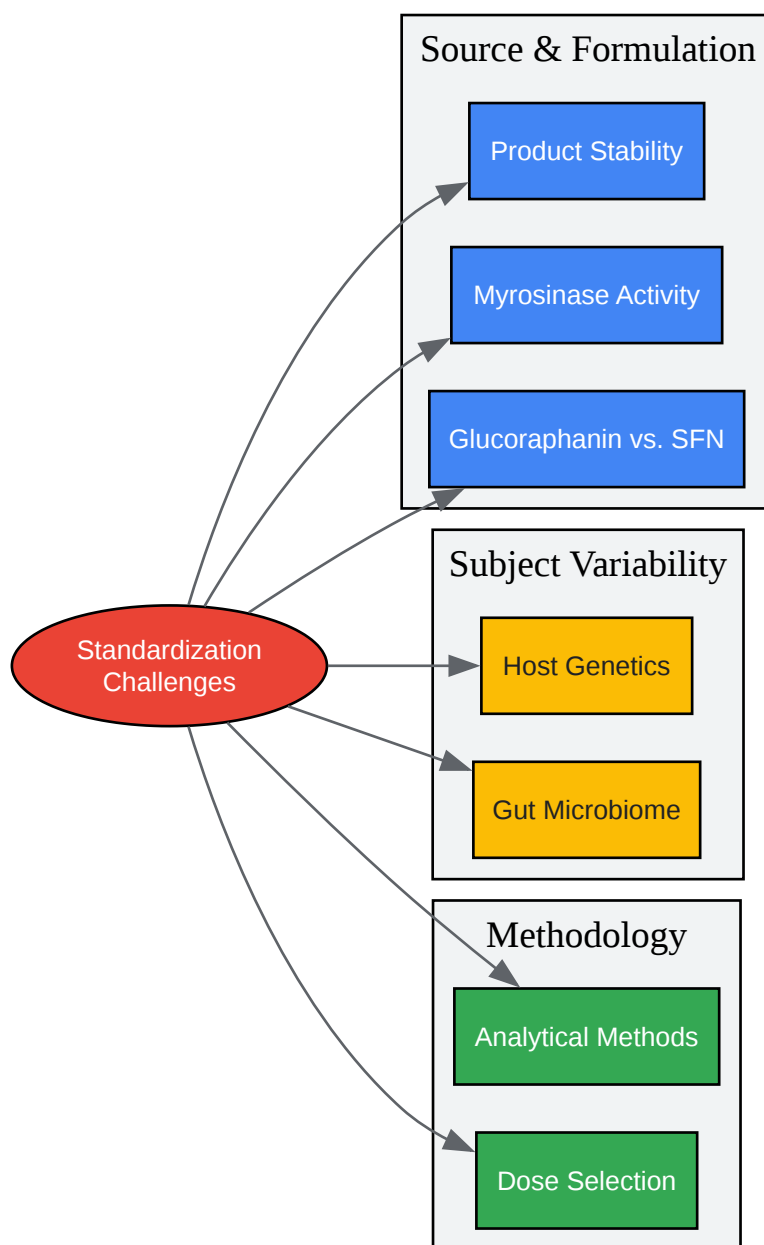 Source & Formulation
Product Stability
Myrosinase Activity
Glucoraphanin vs. SFN
Standardization
Challenges
Subject Variability
Host Genetics
Gut Microbiome
Methodology
Analytical Methods
Dose Selection